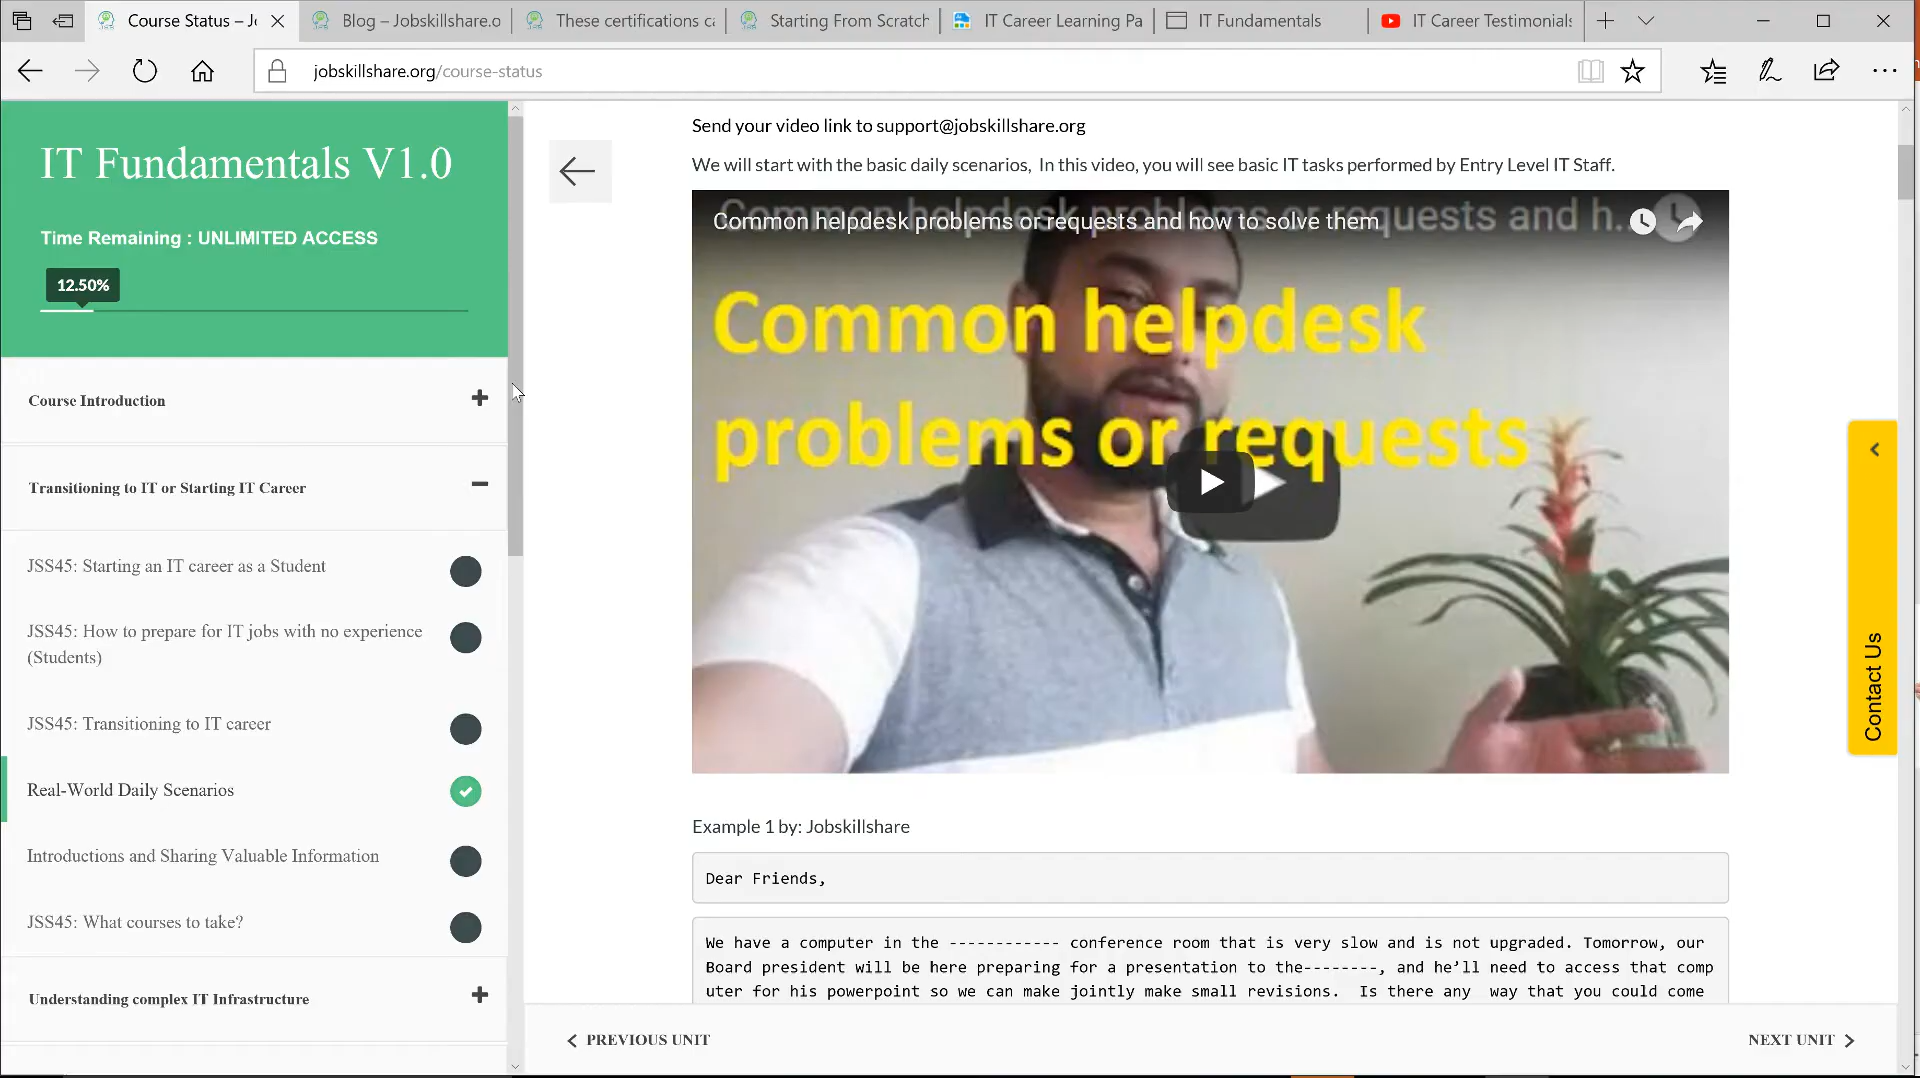 Course Status – Jo
Blog – Jobskillshare.o
These certifications ca
Starting From Scratch
IT Career Learning Pa
IT Fundamentals
IT Career Testimonials
jobskillshare.org/course-status
IT Fundamentals V1.0
Time Remaining : UNLIMITED ACCESS
12.50%
Course Introduction
Transitioning to IT or Starting IT Career
JSS45: Starting an IT career as a Student
JSS45: How to prepare for IT jobs with no experience
(Students)
JSS45: Transitioning to IT career
Real-World Daily Scenarios
Introductions and Sharing Valuable Information
JSS45: What courses to take?
Understanding complex IT Infrastructure
Send your video link to support@jobskillshare.org
We will start with the basic daily scenarios, In this video, you will see basic IT tasks performed by Entry Level IT Staff.
Common helpdesk problems or requests and h...
Common helpdesk problems or requests and how to solve them
Common helpdesk
problems or requests
Example 1 by: Jobskillshare
Dear Friends,
We have a computer in the ------------ conference room that is very slow and is not upgraded. Tomorrow, our
Board president will be here preparing for a presentation to the--------, and he’ll need to access that comp
uter for his powerpoint so we can make jointly make small revisions. Is there any way that you could come
PREVIOUS UNIT
NEXT UNIT
Contact Us